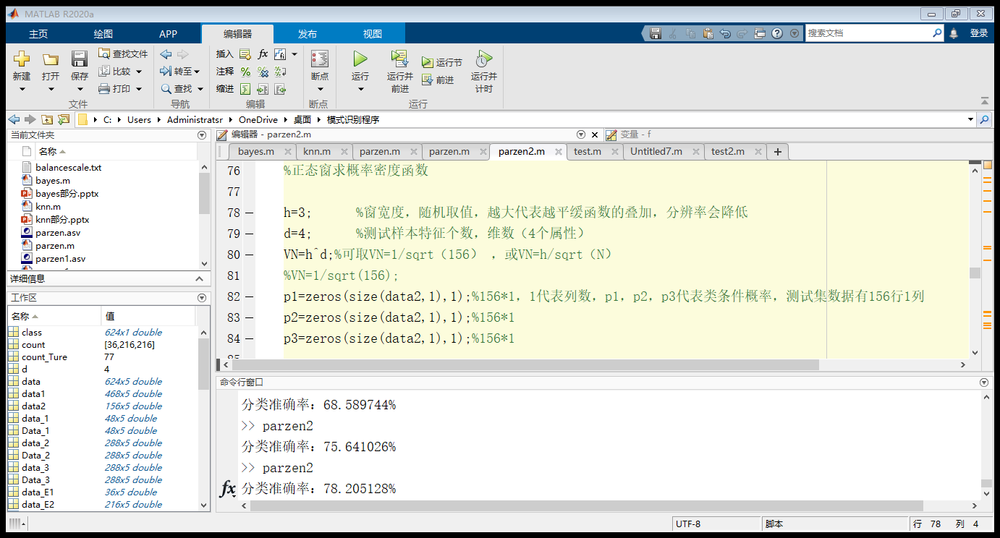 MATLAB R2020a
主页 绘图 APP 编辑器 发布 视图 搜索文档 登录
新建 打开 保存 查找文件 比较 打印 转至 查找 插入 注释 缩进 断点 运行 运行并前进 运行节 前进 运行并计时
文件 导航 编辑 断点 运行
C: Users Administratsr OneDrive 桌面 模式识别程序
当前文件夹
名称
balancescale.txt
bayes.m
bayes部分.pptx
knn.m
knn部分.pptx
parzen.asv
parzen.m
parzen1.asv
详细信息
工作区
名称 值
class 624x1 double
count [36,216,216]
count_Ture 77
d 4
data 624x5 double
data1 468x5 double
data2 156x5 double
data_1 48x5 double
Data_1 48x5 double
data_2 288x5 double
Data_2 288x5 double
data_3 288x5 double
Data_3 288x5 double
data_E1 36x5 double
data_E2 216x5 double
编辑器 - parzen2.m 变量 - f
bayes.m knn.m parzen.m parzen.m parzen2.m test.m Untitled7.m test2.m
76 %正态窗求概率密度函数
77
78 h=3; %窗宽度，随机取值，越大代表越平缓函数的叠加，分辨率会降低
79 d=4; %测试样本特征个数，维数（4个属性）
80 VN=h^d;%可取VN=1/sqrt（156） ，或VN=h/sqrt（N）
81 %VN=1/sqrt(156);
82 p1=zeros(size(data2,1),1);%156*1，1代表列数，p1，p2，p3代表类条件概率，测试集数据有156行1列
83 p2=zeros(size(data2,1),1);%156*1
84 p3=zeros(size(data2,1),1);%156*1
命令行窗口
分类准确率：68.589744%
>> parzen2
分类准确率：75.641026%
>> parzen2
fx 分类准确率：78.205128%
UTF-8 脚本 行 78 列 4